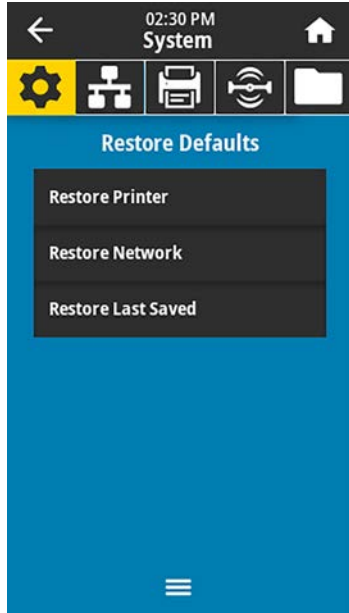 02:30 PM
System
Restore Defaults
Restore Printer
Restore Network
Restore Last Saved